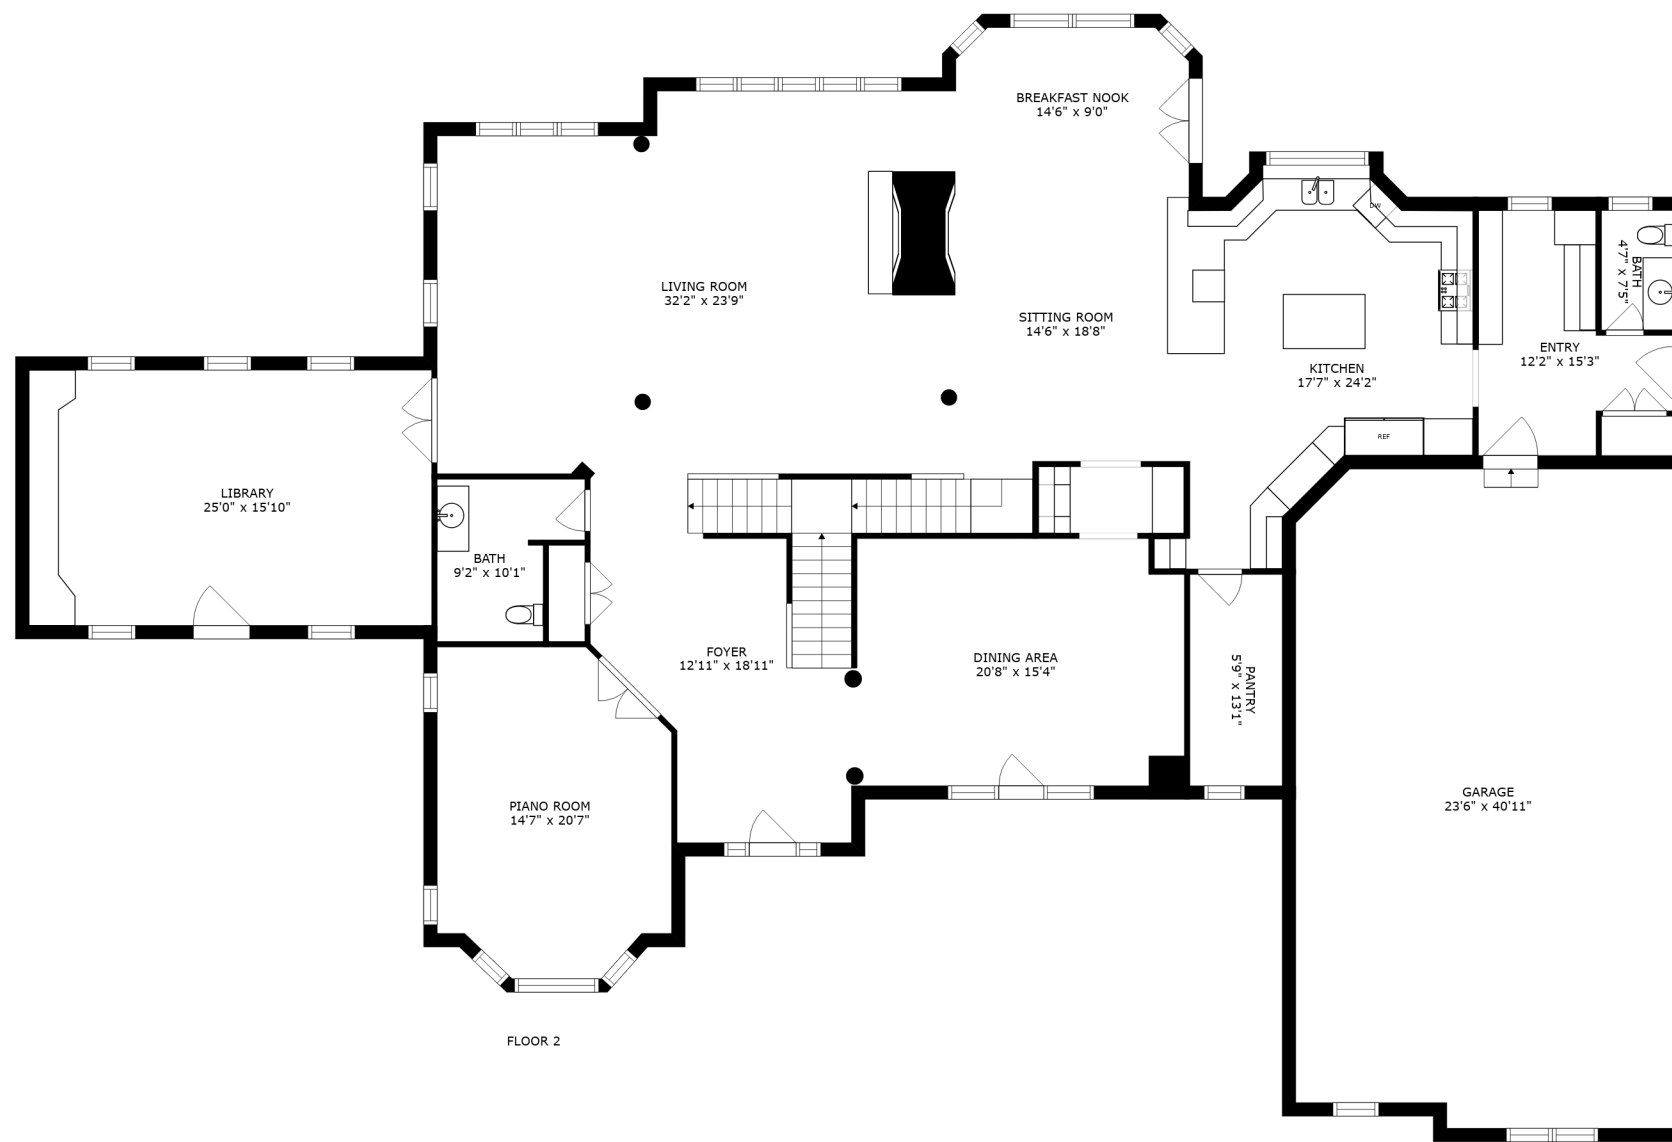 BREAKFAST NOOK
14'6" x 9'0"
DW
LIVING ROOM
32'2" x 23'9"
SITTING ROOM
14'6" x 18'8"
BATH
4'7" x 7'5"
ENTRY
12'2" x 15'3"
KITCHEN
17'7" x 24'2"
REF
LIBRARY
25'0" x 15'10"
BATH
9'2" x 10'1"
FOYER
12'11" x 18'11"
DINING AREA
20'8" x 15'4"
PANTRY
5'9" x 13'1"
PIANO ROOM
14'7" x 20'7"
GARAGE
23'6" x 40'11"
FLOOR 2